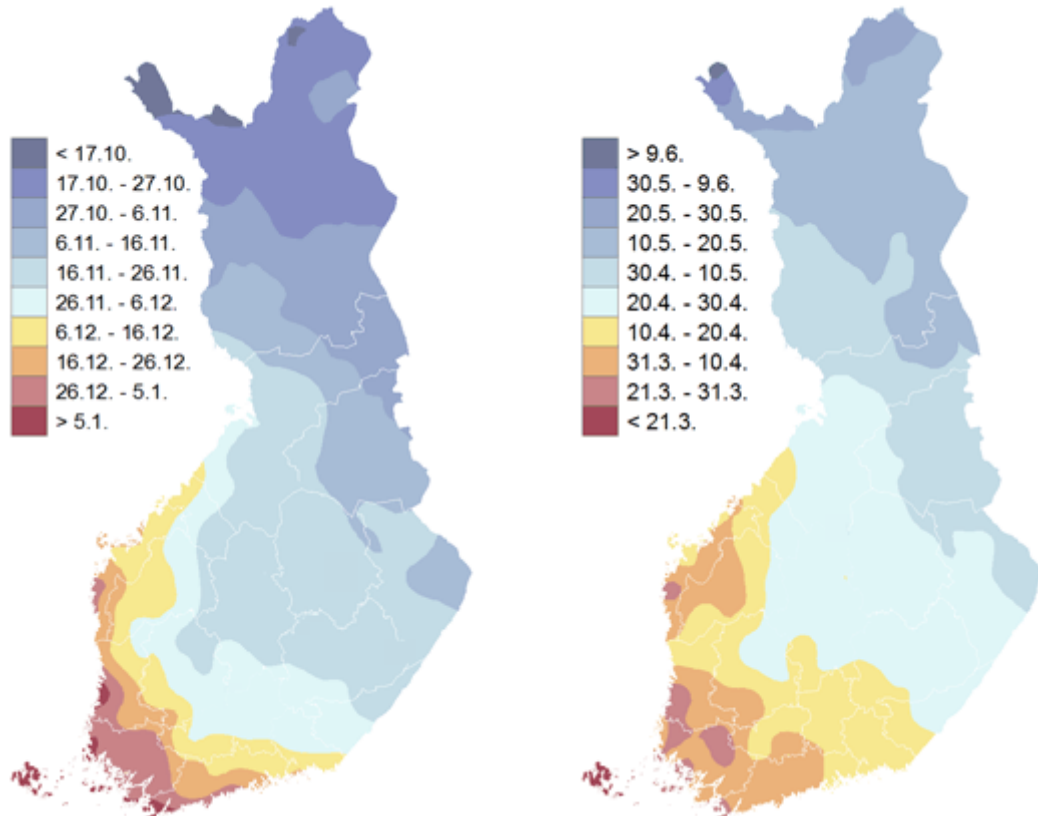 < 17.10.
17.10. - 27.10.
27.10. - 6.11.
6.11. - 16.11.
16.11. - 26.11.
26.11. - 6.12.
6.12. - 16.12.
16.12. - 26.12.
26.12. - 5.1.
> 5.1.
> 9.6.
30.5. - 9.6.
20.5. - 30.5.
10.5. - 20.5.
30.4. - 10.5.
20.4. - 30.4.
10.4. - 20.4.
31.3. - 10.4.
21.3. - 31.3.
< 21.3.